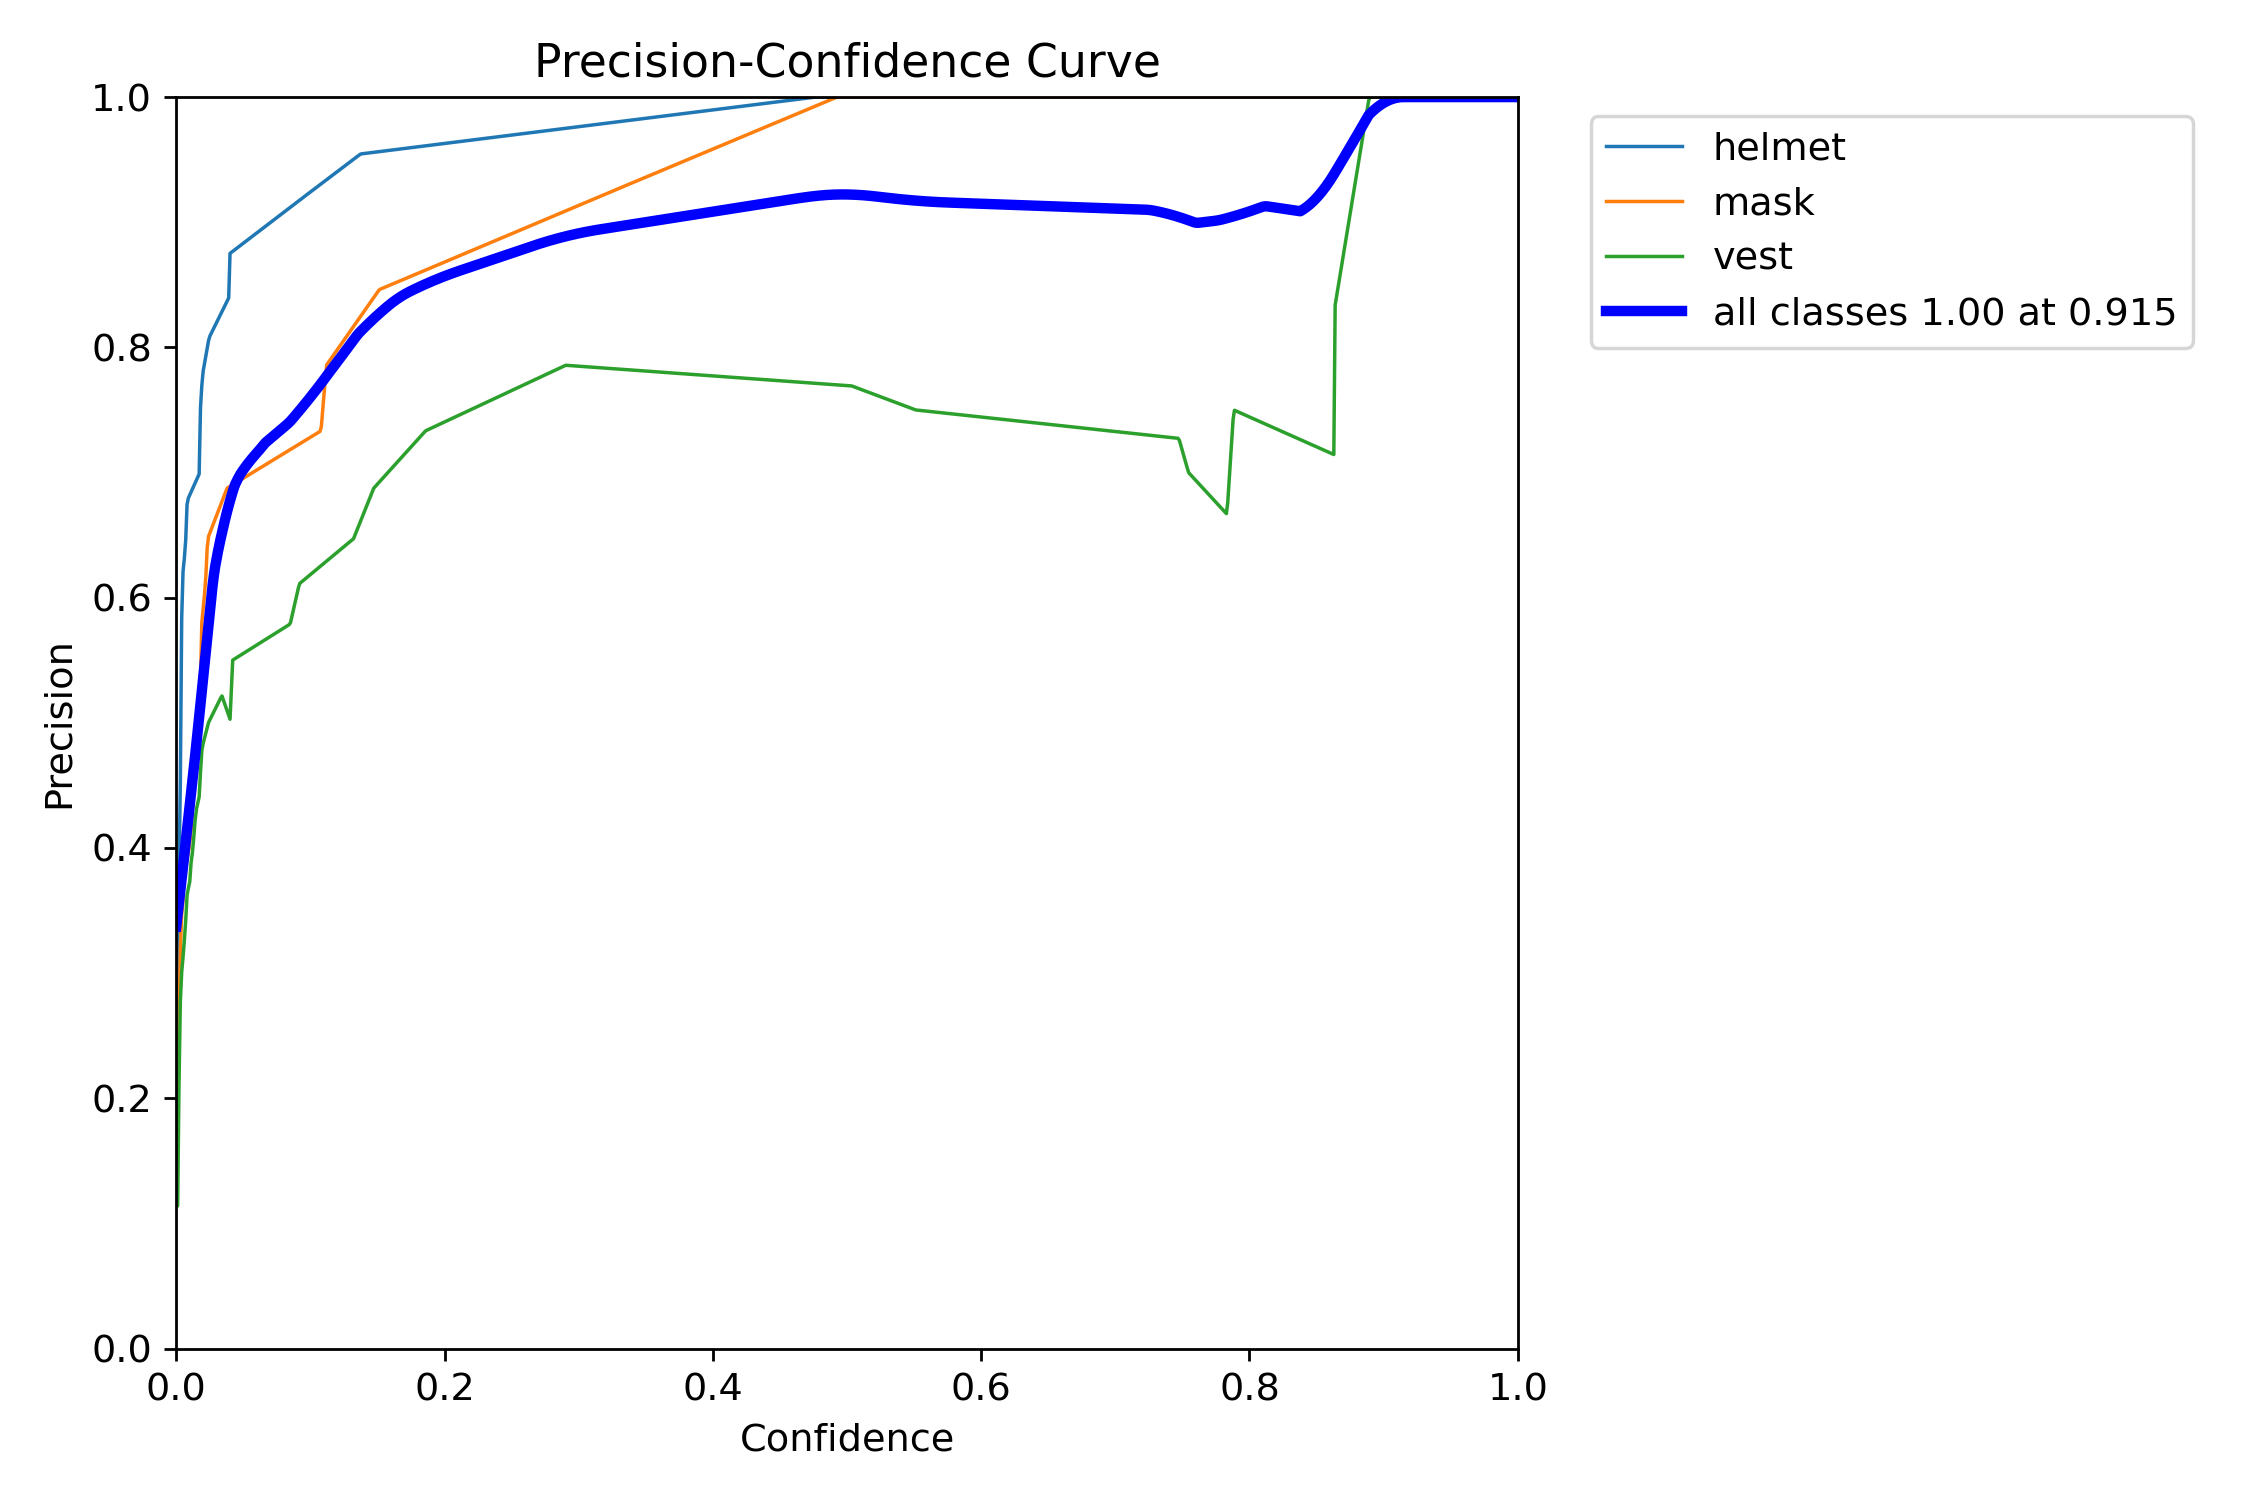 Precision-Confidence Curve
1.0
0.8
0.6
0.4
0.2
0.0
Precision
0.0 0.2 0.4 0.6 0.8 1.0
Confidence
helmet
mask
vest
all classes 1.00 at 0.915